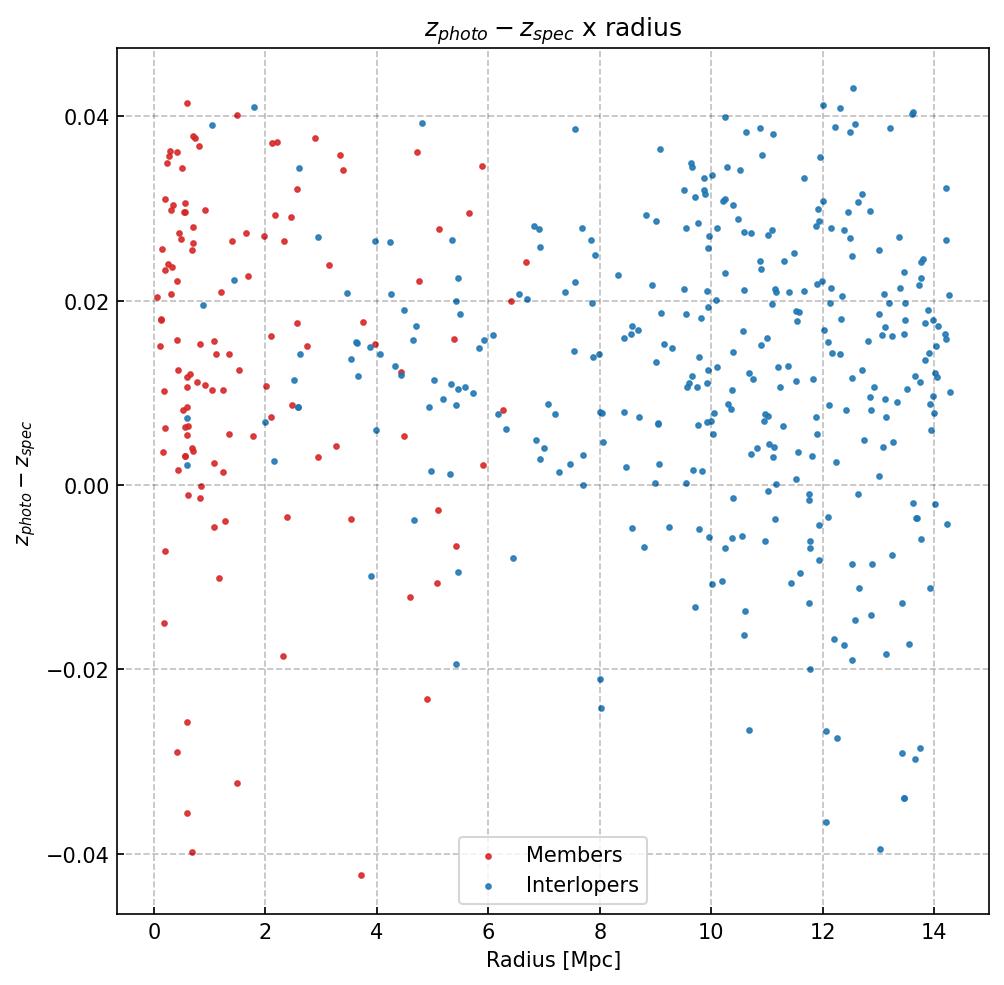 z_photo − z_spec x radius
0.04
0.02
0.00
−0.02
−0.04
z_photo − z_spec
0 2 4 6 8 10 12 14
Radius [Mpc]
Members
Interlopers